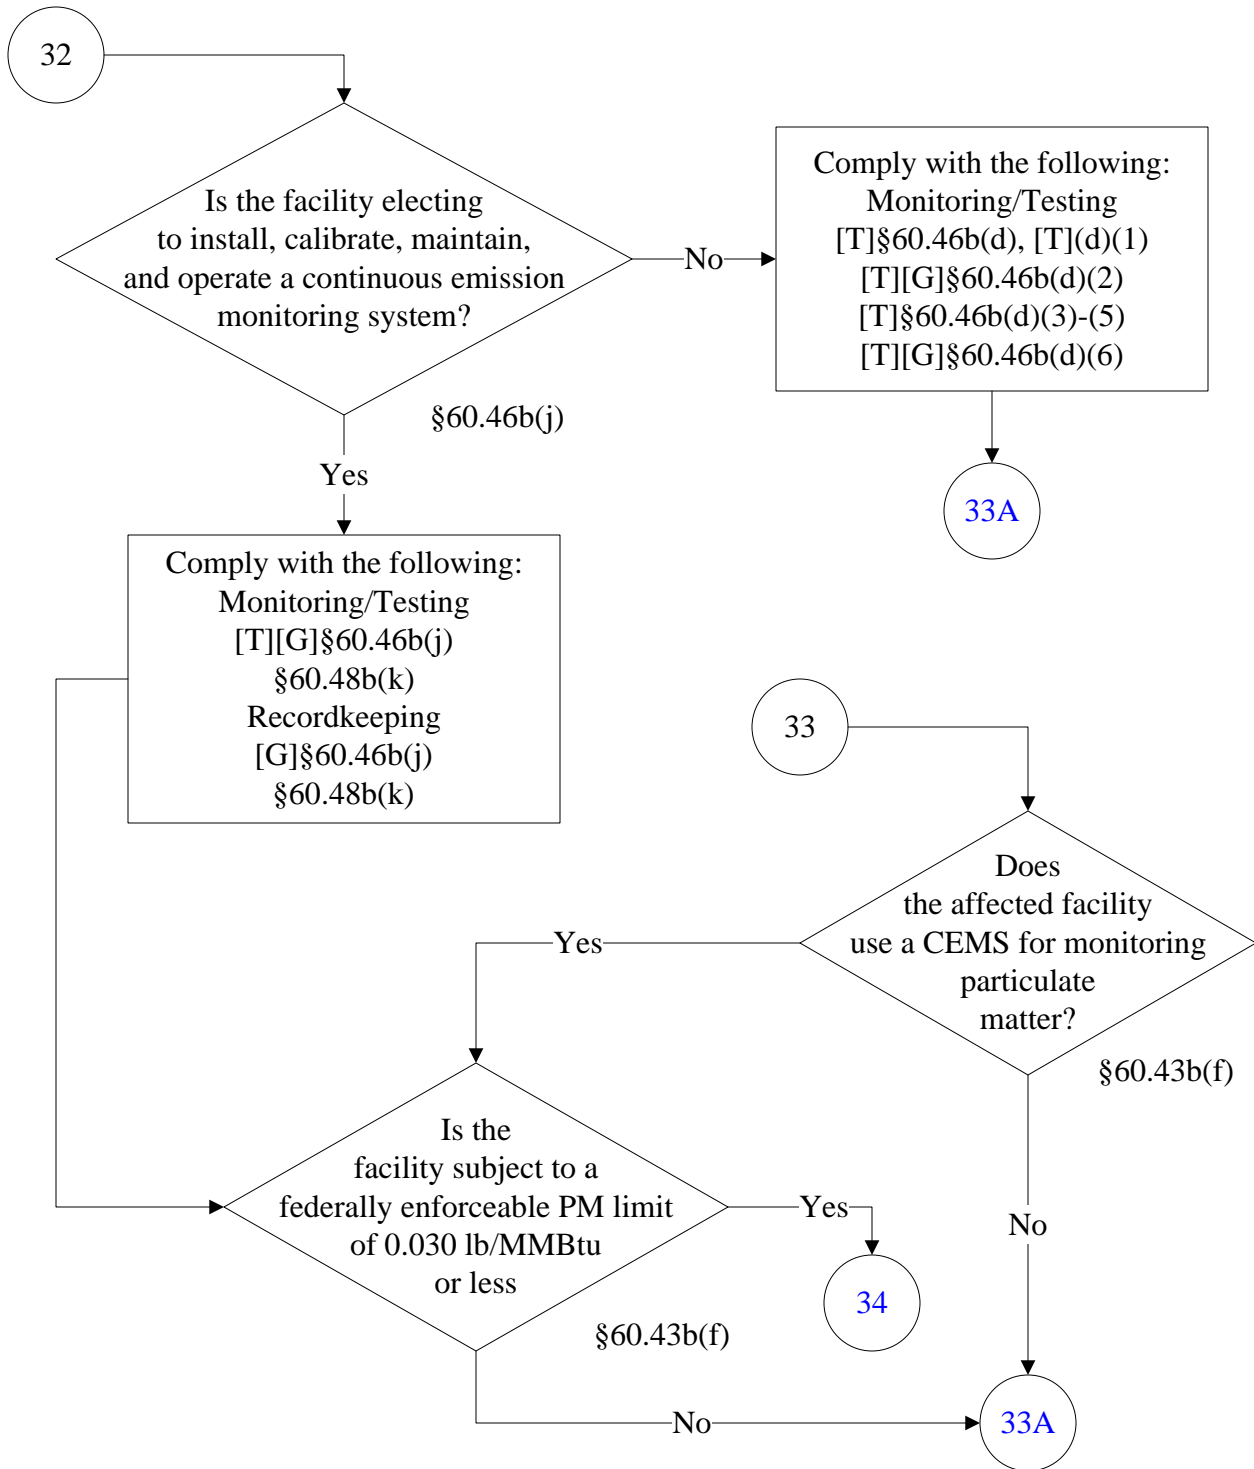 32
Is the facility electing
to install, calibrate, maintain,
and operate a continuous emission
monitoring system?
§60.46b(j)
No
Comply with the following:
Monitoring/Testing
[T]§60.46b(d), [T](d)(1)
[T][G]§60.46b(d)(2)
[T]§60.46b(d)(3)-(5)
[T][G]§60.46b(d)(6)
33A
Yes
Comply with the following:
Monitoring/Testing
[T][G]§60.46b(j)
§60.48b(k)
Recordkeeping
[G]§60.46b(j)
§60.48b(k)
33
Does
the affected facility
use a CEMS for monitoring
particulate
matter?
§60.43b(f)
Yes
No
Is the
facility subject to a
federally enforceable PM limit
of 0.030 lb/MMBtu
or less
§60.43b(f)
Yes
34
No
33A